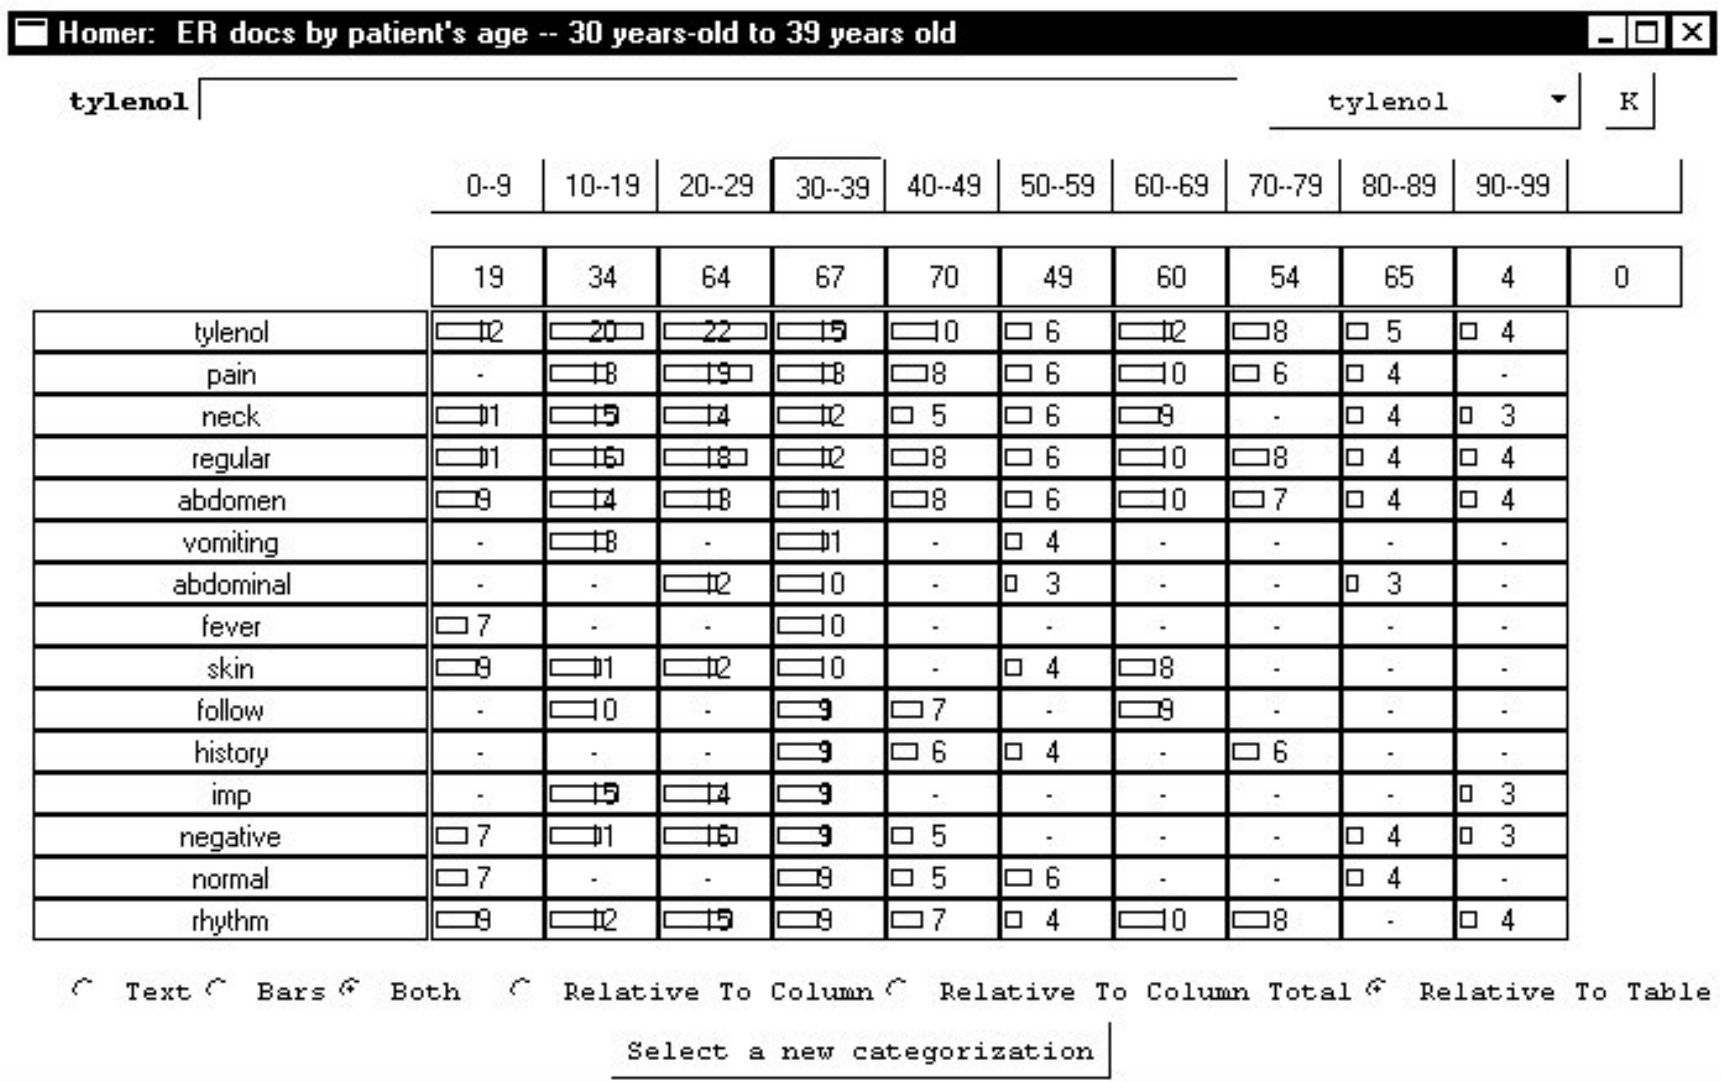 Homer: ER docs by patient's age -- 30 years-old to 39 years old
tylenol tylenol K
0--9 10--19 20--29 30--39 40--49 50--59 60--69 70--79 80--89 90--99
19 34 64 67 70 49 60 54 65 4 0
tylenol 12 20 22 15 10 6 12 8 5 4
pain - 18 19 18 8 6 10 6 4 -
neck 11 15 14 12 5 6 9 - 4 3
regular 11 16 18 12 8 6 10 8 4 4
abdomen 9 14 18 11 8 6 10 7 4 4
vomiting - 18 - 11 - 4 - - - -
abdominal - - 12 10 - 3 - - 3 -
fever 7 - - 10 - - - - - -
skin 9 11 12 10 - 4 8 - - -
follow - 10 - 9 7 - 9 - - -
history - - - 9 6 4 - 6 - -
imp - 15 14 9 - - - - - 3
negative 7 11 16 9 5 - - - 4 3
normal 7 - - 9 5 6 - - 4 -
rhythm 9 12 15 9 7 4 10 8 - 4
Text Bars Both Relative To Column Relative To Column Total Relative To Table
Select a new categorization